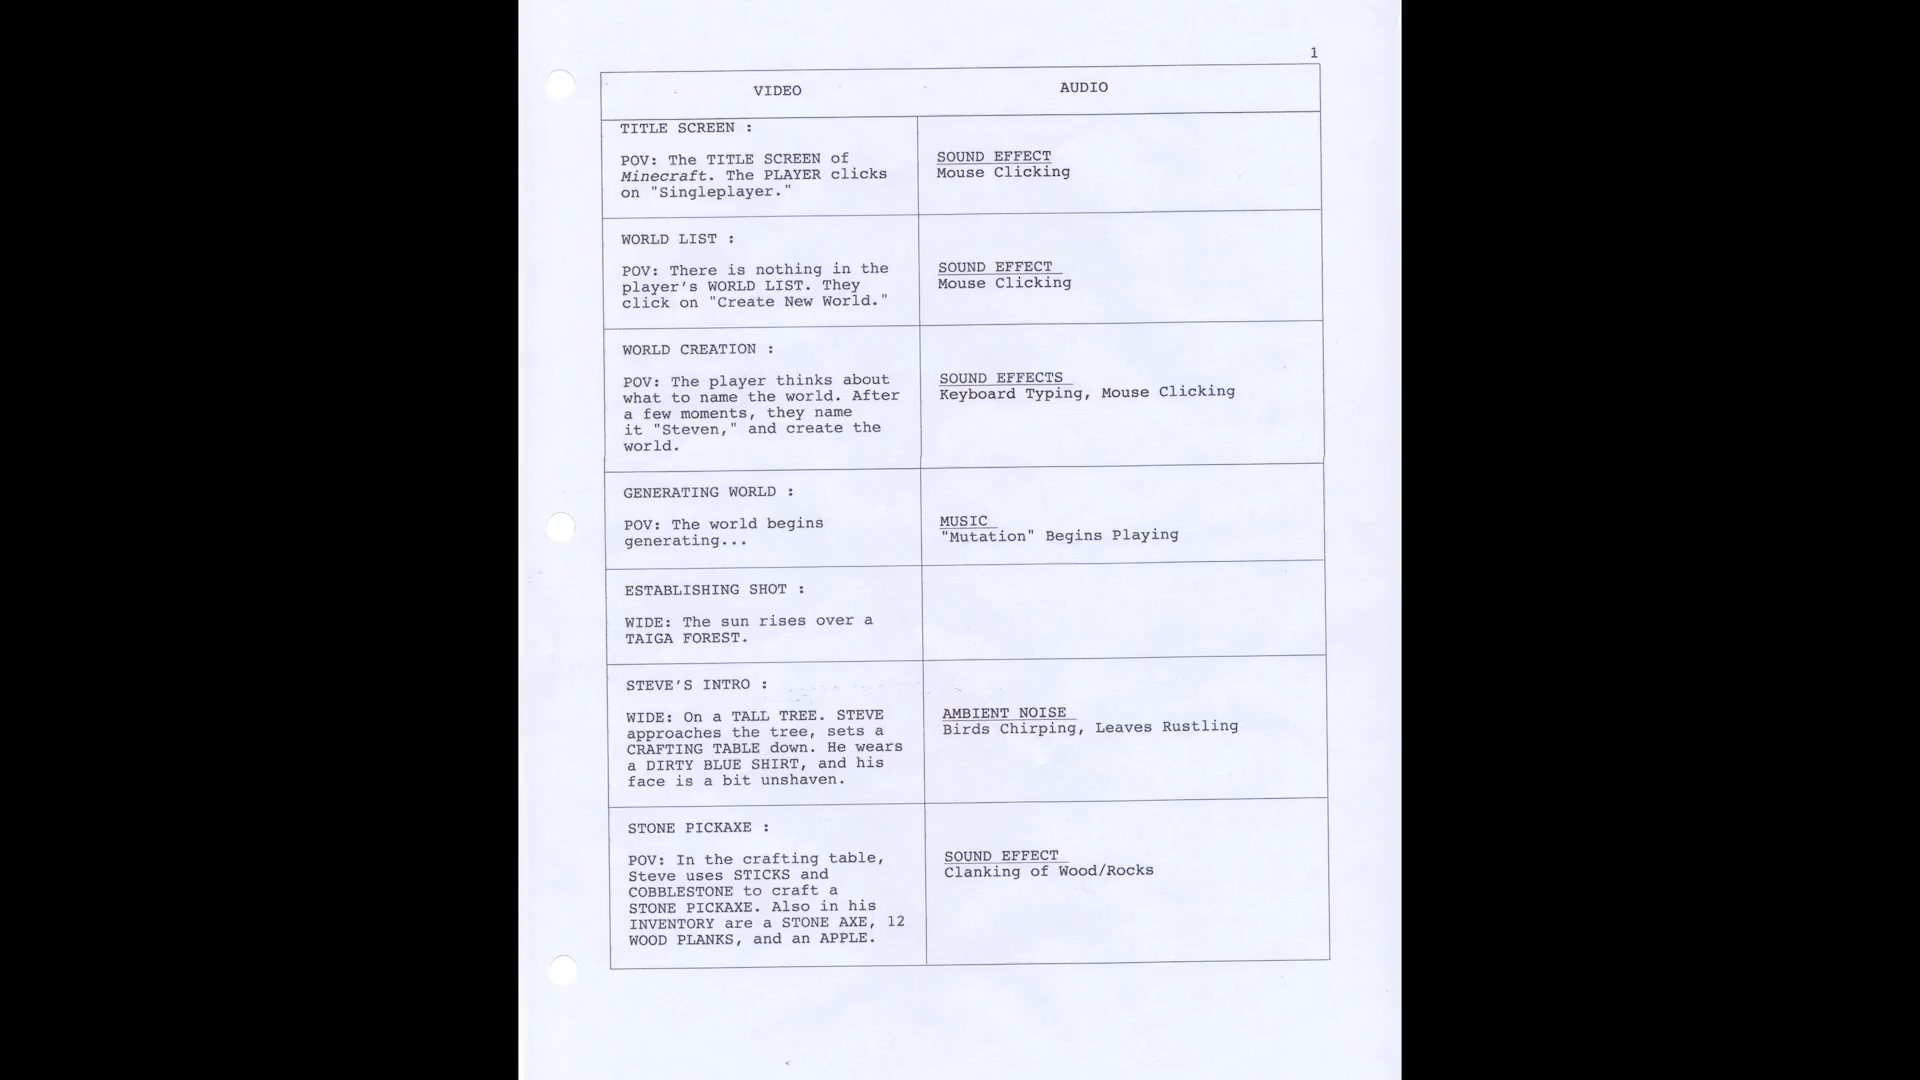 1
VIDEO
AUDIO
TITLE SCREEN :
POV: The TITLE SCREEN of
Minecraft. The PLAYER clicks
on "Singleplayer."
SOUND EFFECT
Mouse Clicking
WORLD LIST :
POV: There is nothing in the
player's WORLD LIST. They
click on "Create New World."
SOUND EFFECT
Mouse Clicking
WORLD CREATION :
POV: The player thinks about
what to name the world. After
a few moments, they name
it "Steven," and create the
world.
SOUND EFFECTS
Keyboard Typing, Mouse Clicking
GENERATING WORLD :
POV: The world begins
generating...
MUSIC
"Mutation" Begins Playing
ESTABLISHING SHOT :
WIDE: The sun rises over a
TAIGA FOREST.
STEVE'S INTRO :
WIDE: On a TALL TREE. STEVE
approaches the tree, sets a
CRAFTING TABLE down. He wears
a DIRTY BLUE SHIRT, and his
face is a bit unshaven.
AMBIENT NOISE
Birds Chirping, Leaves Rustling
STONE PICKAXE :
POV: In the crafting table,
Steve uses STICKS and
COBBLESTONE to craft a
STONE PICKAXE. Also in his
INVENTORY are a STONE AXE, 12
WOOD PLANKS, and an APPLE.
SOUND EFFECT
Clanking of Wood/Rocks